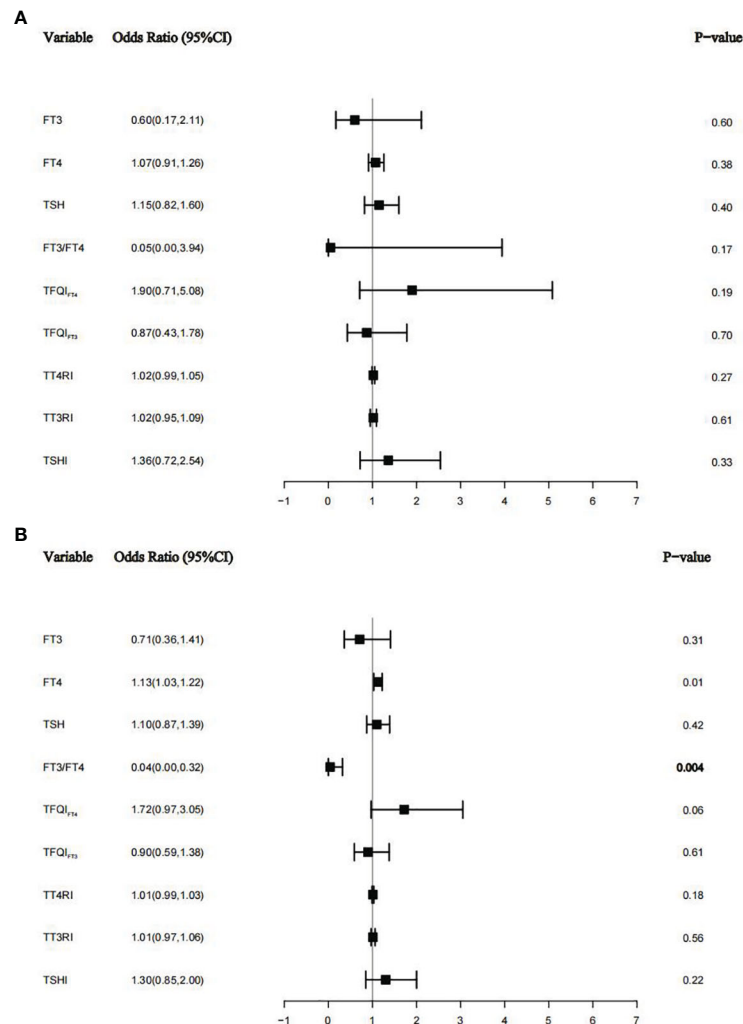 A
Variable Odds Ratio (95%CI) P−value
FT3 0.60(0.17,2.11) 0.60
FT4 1.07(0.91,1.26) 0.38
TSH 1.15(0.82,1.60) 0.40
FT3/FT4 0.05(0.00,3.94) 0.17
TFQI_FT4 1.90(0.71,5.08) 0.19
TFQI_FT3 0.87(0.43,1.78) 0.70
TT4RI 1.02(0.99,1.05) 0.27
TT3RI 1.02(0.95,1.09) 0.61
TSHI 1.36(0.72,2.54) 0.33
−1 0 1 2 3 4 5 6 7
B
Variable Odds Ratio (95%CI) P−value
FT3 0.71(0.36,1.41) 0.31
FT4 1.13(1.03,1.22) 0.01
TSH 1.10(0.87,1.39) 0.42
FT3/FT4 0.04(0.00,0.32) 0.004
TFQI_FT4 1.72(0.97,3.05) 0.06
TFQI_FT3 0.90(0.59,1.38) 0.61
TT4RI 1.01(0.99,1.03) 0.18
TT3RI 1.01(0.97,1.06) 0.56
TSHI 1.30(0.85,2.00) 0.22
−1 0 1 2 3 4 5 6 7